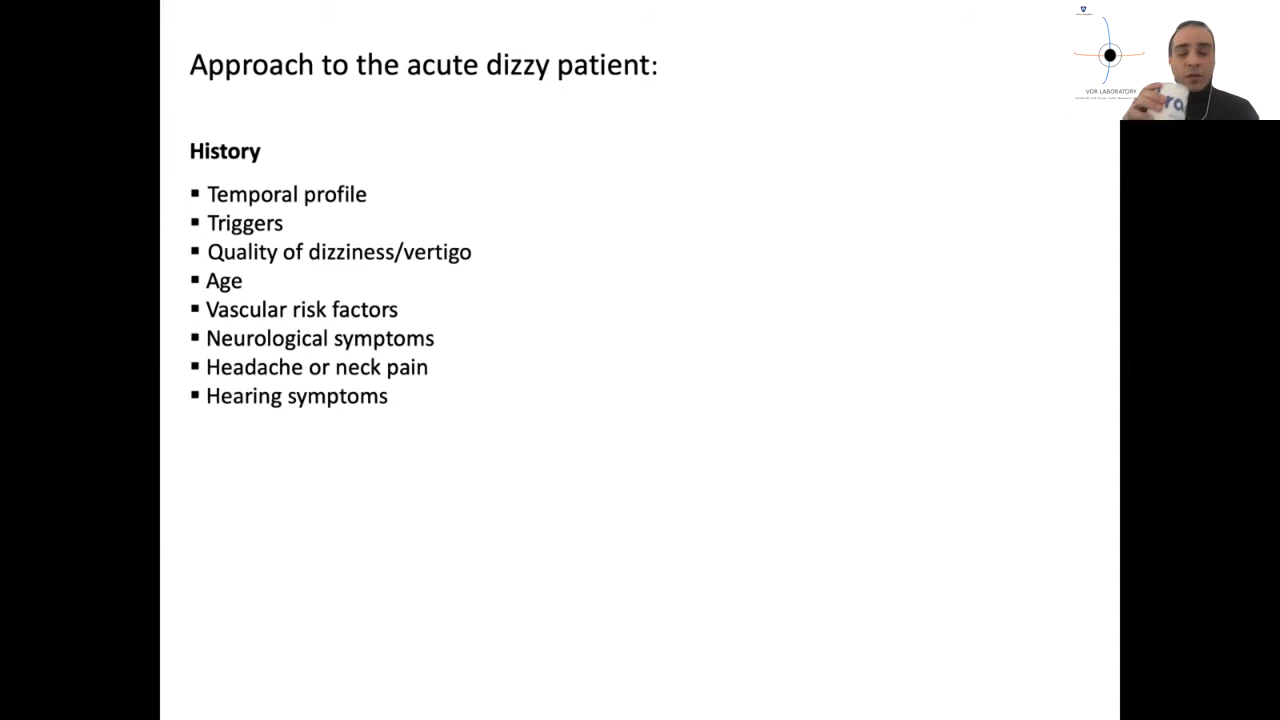 Approach to the acute dizzy patient:
History
▪ Temporal profile
▪ Triggers
▪ Quality of dizziness/vertigo
▪ Age
▪ Vascular risk factors
▪ Neurological symptoms
▪ Headache or neck pain
▪ Hearing symptoms
VOR LABORATORY